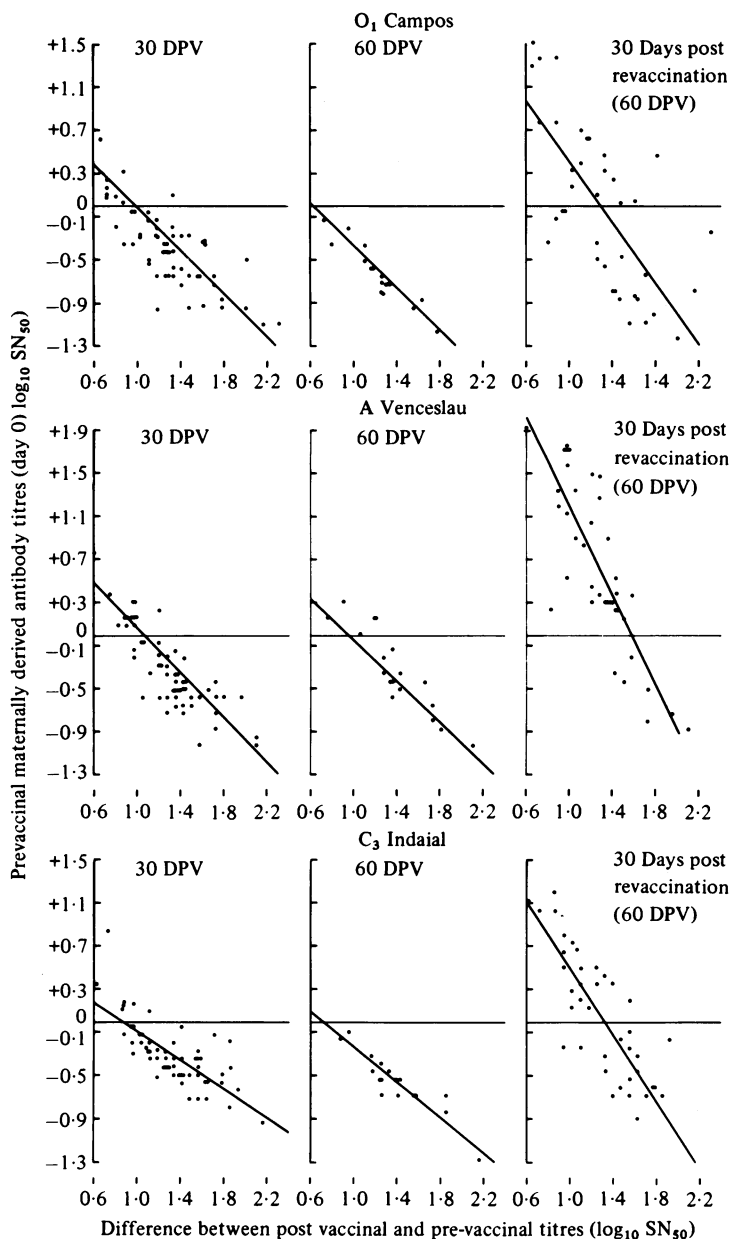 O₁ Campos
30 DPV
60 DPV
30 Days post
revaccination
(60 DPV)
+1·5
+1·1
+0·7
+0·3
0
−0·1
−0·5
−0·9
−1·3
0·6 1·0 1·4 1·8 2·2
0·6 1·0 1·4 1·8 2·2
0·6 1·0 1·4 1·8 2·2
A Venceslau
30 DPV
60 DPV
30 Days post
revaccination
(60 DPV)
+1·9
+1·5
+1·1
+0·7
+0·3
0
−0·1
−0·5
−0·9
−1·3
0·6 1·0 1·4 1·8 2·2
0·6 1·0 1·4 1·8 2·2
0·6 1·0 1·4 1·8 2·2
C₃ Indaial
30 DPV
60 DPV
30 Days post
revaccination
(60 DPV)
+1·5
+1·1
+0·7
+0·3
0
−0·1
−0·5
−0·9
−1·3
0·6 1·0 1·4 1·8 2·2
0·6 1·0 1·4 1·8 2·2
0·6 1·0 1·4 1·8 2·2
Prevaccinal maternally derived antibody titres (day 0) log₁₀ SN₅₀)
Difference between post vaccinal and pre-vaccinal titres (log₁₀ SN₅₀)